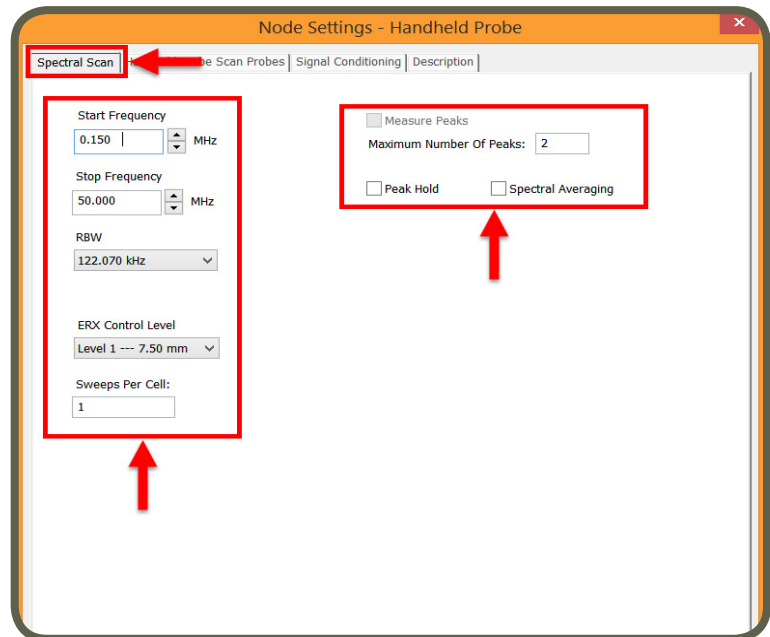 Node Settings - Handheld Probe
Spectral Scan be Scan Probes Signal Conditioning Description
Start Frequency
0.150 MHz
Stop Frequency
50.000 MHz
RBW
122.070 kHz
ERX Control Level
Level 1 --- 7.50 mm
Sweeps Per Cell:
1
Measure Peaks
Maximum Number Of Peaks: 2
Peak Hold Spectral Averaging